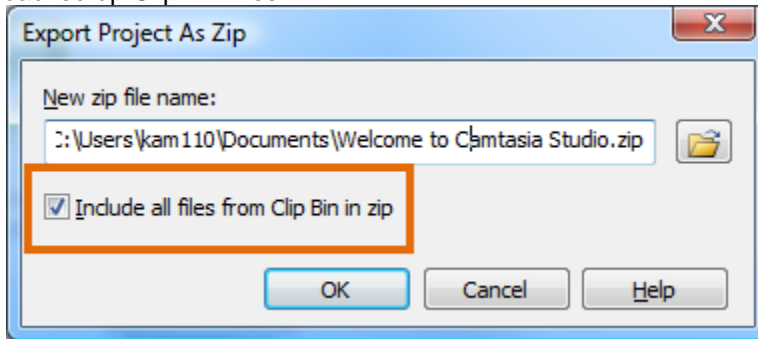 Export Project As Zip
New zip file name:
:\Users\kam110\Documents\Welcome to Camtasia Studio.zip
Include all files from Clip Bin in zip
OK Cancel Help